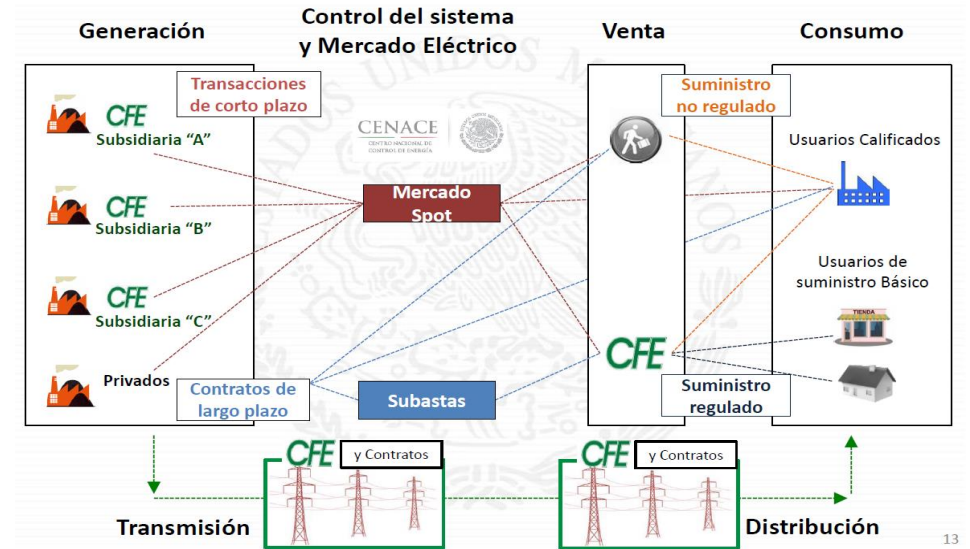 Generación
Control del sistema
y Mercado Eléctrico
Venta
Consumo
Transacciones
de corto plazo
CFE
Subsidiaria “A”
CFE
Subsidiaria “B”
CFE
Subsidiaria “C”
Privados
Contratos de
largo plazo
CENACE
CENTRO NACIONAL DE
CONTROL DE ENERGÍA
Mercado
Spot
Subastas
Suministro
no regulado
CFE
Suministro
regulado
Usuarios Calificados
Usuarios de
suministro Básico
TIENDA
CFE
y Contratos
CFE
y Contratos
Transmisión
Distribución
13
UNIDOS M